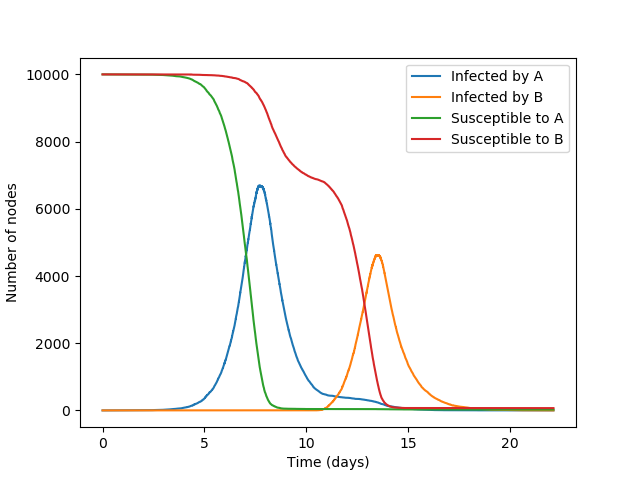 Infected by A
Infected by B
Susceptible to A
Susceptible to B
Number of nodes
10000
8000
6000
4000
2000
0
0 5 10 15 20
Time (days)